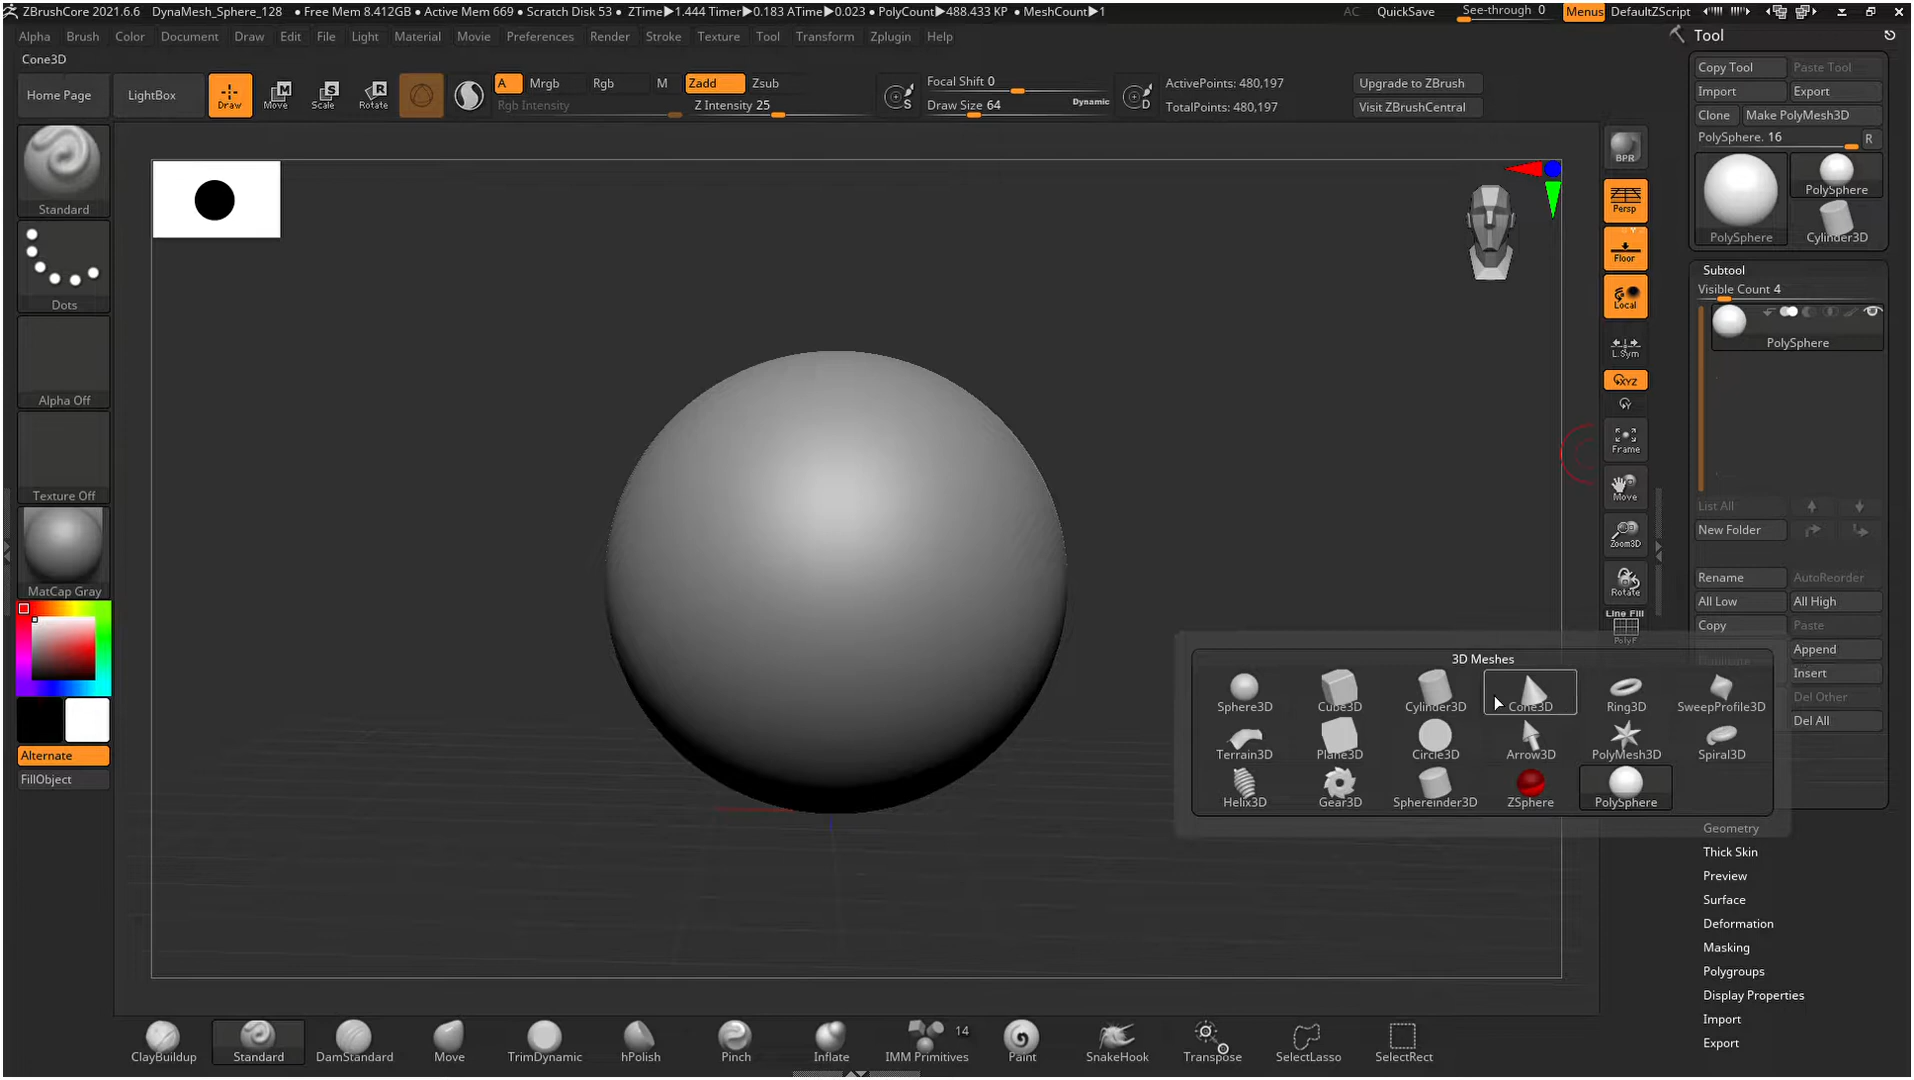 ZBrushCore 2021.6.6 DynaMesh_Sphere_128 • Free Mem 8.412GB • Active Mem 669 • Scratch Disk 53 • ZTime▶1.444 Timer▶0.183 ATime▶0.023 • PolyCount▶488.433 KP • MeshCount▶1 AC QuickSave See-through 0 Menus DefaultZScript
Alpha Brush Color Document Draw Edit File Light Material Movie Preferences Render Stroke Texture Tool Transform Zplugin Help
Cone3D
Home Page LightBox Draw Move Scale Rotate
A Mrgb Rgb M Zadd Zsub
Rgb Intensity Z Intensity 25
Focal Shift 0
Draw Size 64 Dynamic
ActivePoints: 480,197
TotalPoints: 480,197
Upgrade to ZBrush
Visit ZBrushCentral
Standard
Dots
Alpha Off
Texture Off
MatCap Gray
Alternate
FillObject
BPR
Persp
Floor
Local
L.Sym
XYZ
Y
Frame
Move
Zoom3D
Rotate
Line Fill
PolyF
Tool
Copy Tool Paste Tool
Import Export
Clone Make PolyMesh3D
PolySphere. 16 R
PolySphere PolySphere
Cylinder3D
Subtool
Visible Count 4
PolySphere
List All
New Folder
Rename AutoReorder
All Low All High
Copy Paste
Append
Insert
Del Other
Del All
3D Meshes
Sphere3D Cube3D Cylinder3D Cone3D Ring3D SweepProfile3D
Terrain3D Plane3D Circle3D Arrow3D PolyMesh3D Spiral3D
Helix3D Gear3D Sphereinder3D ZSphere PolySphere
Geometry
Thick Skin
Preview
Surface
Deformation
Masking
Polygroups
Display Properties
Import
Export
ClayBuildup Standard DamStandard Move TrimDynamic hPolish Pinch Inflate IMM Primitives 14 Paint SnakeHook Transpose SelectLasso SelectRect